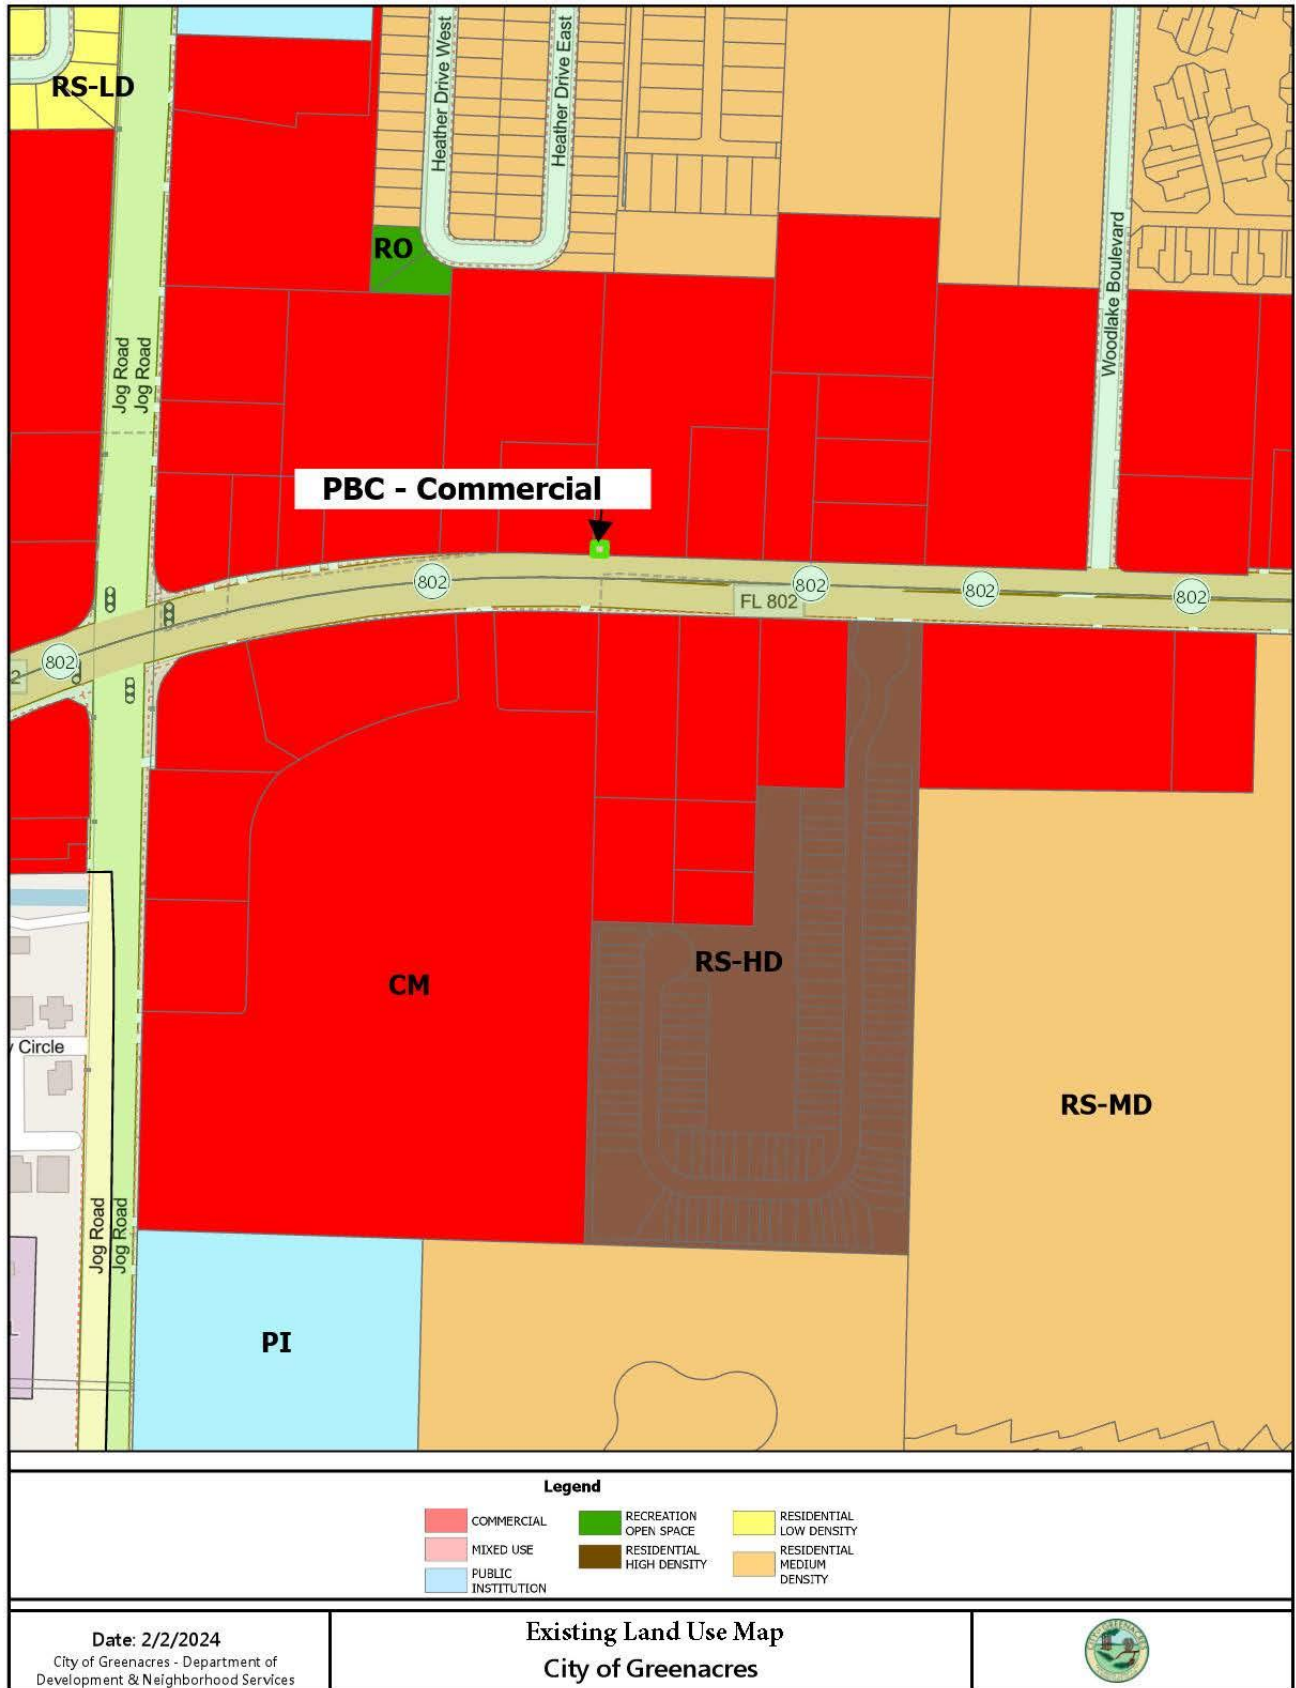 RS-LD
Heather Drive West
Heather Drive East
RO
Woodlake Boulevard
Jog Road
Jog Road
PBC - Commercial
802
802
802
802
FL 802
802
2
RS-HD
CM
y Circle
RS-MD
Jog Road
Jog Road
PI
Legend
COMMERCIAL
MIXED USE
PUBLIC
INSTITUTION
RECREATION
OPEN SPACE
RESIDENTIAL
HIGH DENSITY
RESIDENTIAL
LOW DENSITY
RESIDENTIAL
MEDIUM
DENSITY
Date: 2/2/2024
City of Greenacres - Department of
Development & Neighborhood Services
Existing Land Use Map
City of Greenacres